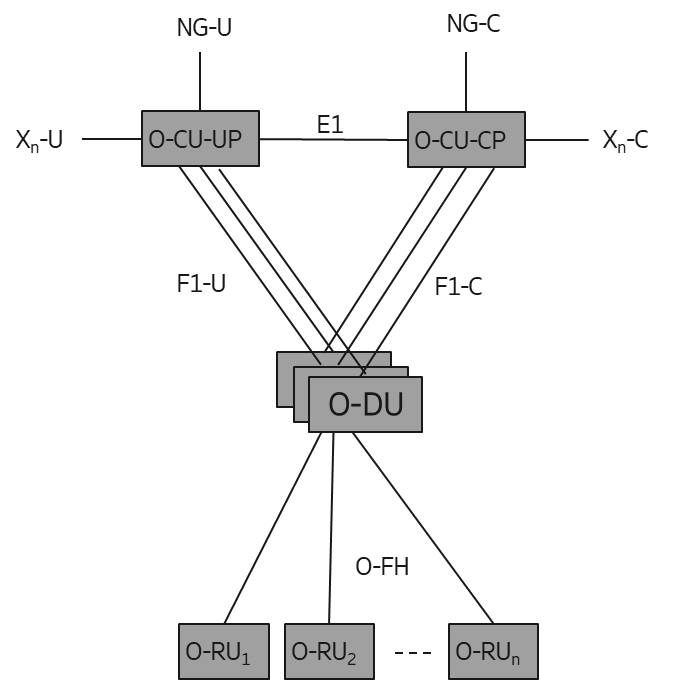 NG-U
NG-C
Xn-U
O-CU-UP
E1
O-CU-CP
Xn-C
F1-U
F1-C
O-DU
O-FH
O-RU1
O-RU2
O-RUn